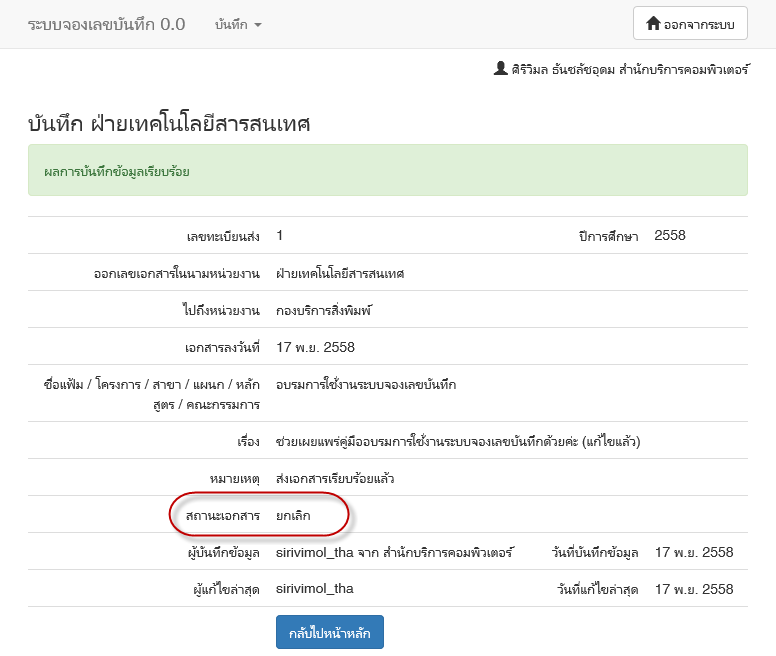 ระบบจองเลขบันทึก 0.0 บันทึก ออกจากระบบ
ศิริวิมล ธันชลัชอุดม สำนักบริการคอมพิวเตอร์
บันทึก ฝ่ายเทคโนโลยีสารสนเทศ
ผลการบันทึกข้อมูลเรียบร้อย
เลขทะเบียนส่ง 1 ปีการศึกษา 2558
ออกเลขเอกสารในนามหน่วยงาน ฝ่ายเทคโนโลยีสารสนเทศ
ไปถึงหน่วยงาน กองบริการสิ่งพิมพ์
เอกสารลงวันที่ 17 พ.ย. 2558
ชื่อแฟ้ม / โครงการ / สาขา / แผนก / หลัก อบรมการใช้งานระบบจองเลขบันทึก
สูตร / คณะกรรมการ
เรื่อง ช่วยเผยแพร่คู่มืออบรมการใช้งานระบบจองเลขบันทึกด้วยค่ะ (แก้ไขแล้ว)
หมายเหตุ ส่งเอกสารเรียบร้อยแล้ว
สถานะเอกสาร ยกเลิก
ผู้บันทึกข้อมูล sirivimol_tha จาก สำนักบริการคอมพิวเตอร์ วันที่บันทึกข้อมูล 17 พ.ย. 2558
ผู้แก้ไขล่าสุด sirivimol_tha วันที่แก้ไขล่าสุด 17 พ.ย. 2558
กลับไปหน้าหลัก